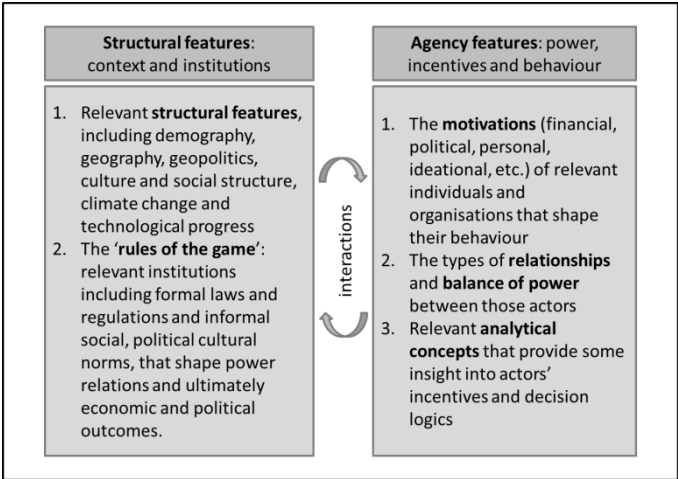 Structural features:
context and institutions
1. Relevant structural features,
including demography,
geography, geopolitics,
culture and social structure,
climate change and
technological progress
2. The ‘rules of the game’:
relevant institutions
including formal laws and
regulations and informal
social, political cultural
norms, that shape power
relations and ultimately
economic and political
outcomes.
interactions
Agency features: power,
incentives and behaviour
1. The motivations (financial,
political, personal,
ideational, etc.) of relevant
individuals and
organisations that shape
their behaviour
2. The types of relationships
and balance of power
between those actors
3. Relevant analytical
concepts that provide some
insight into actors’
incentives and decision
logics